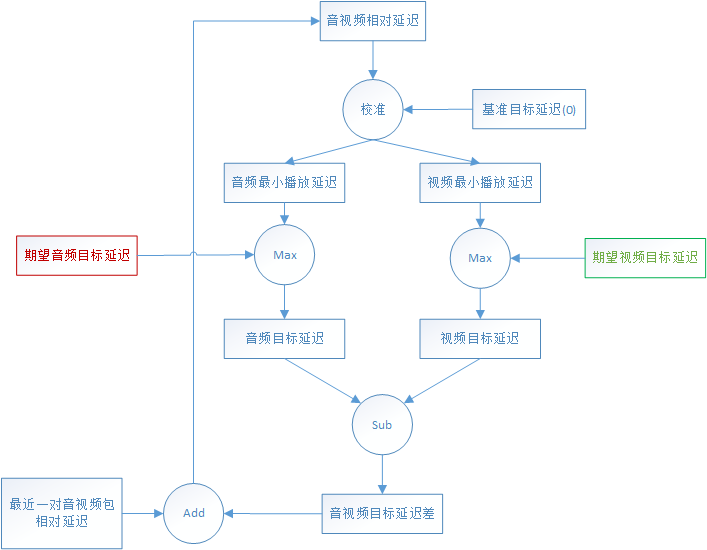 音视频相对延迟
校准
基准目标延迟(0)
音频最小播放延迟
视频最小播放延迟
期望音频目标延迟
Max
Max
期望视频目标延迟
音频目标延迟
视频目标延迟
Sub
最近一对音视频包
相对延迟
Add
音视频目标延迟差